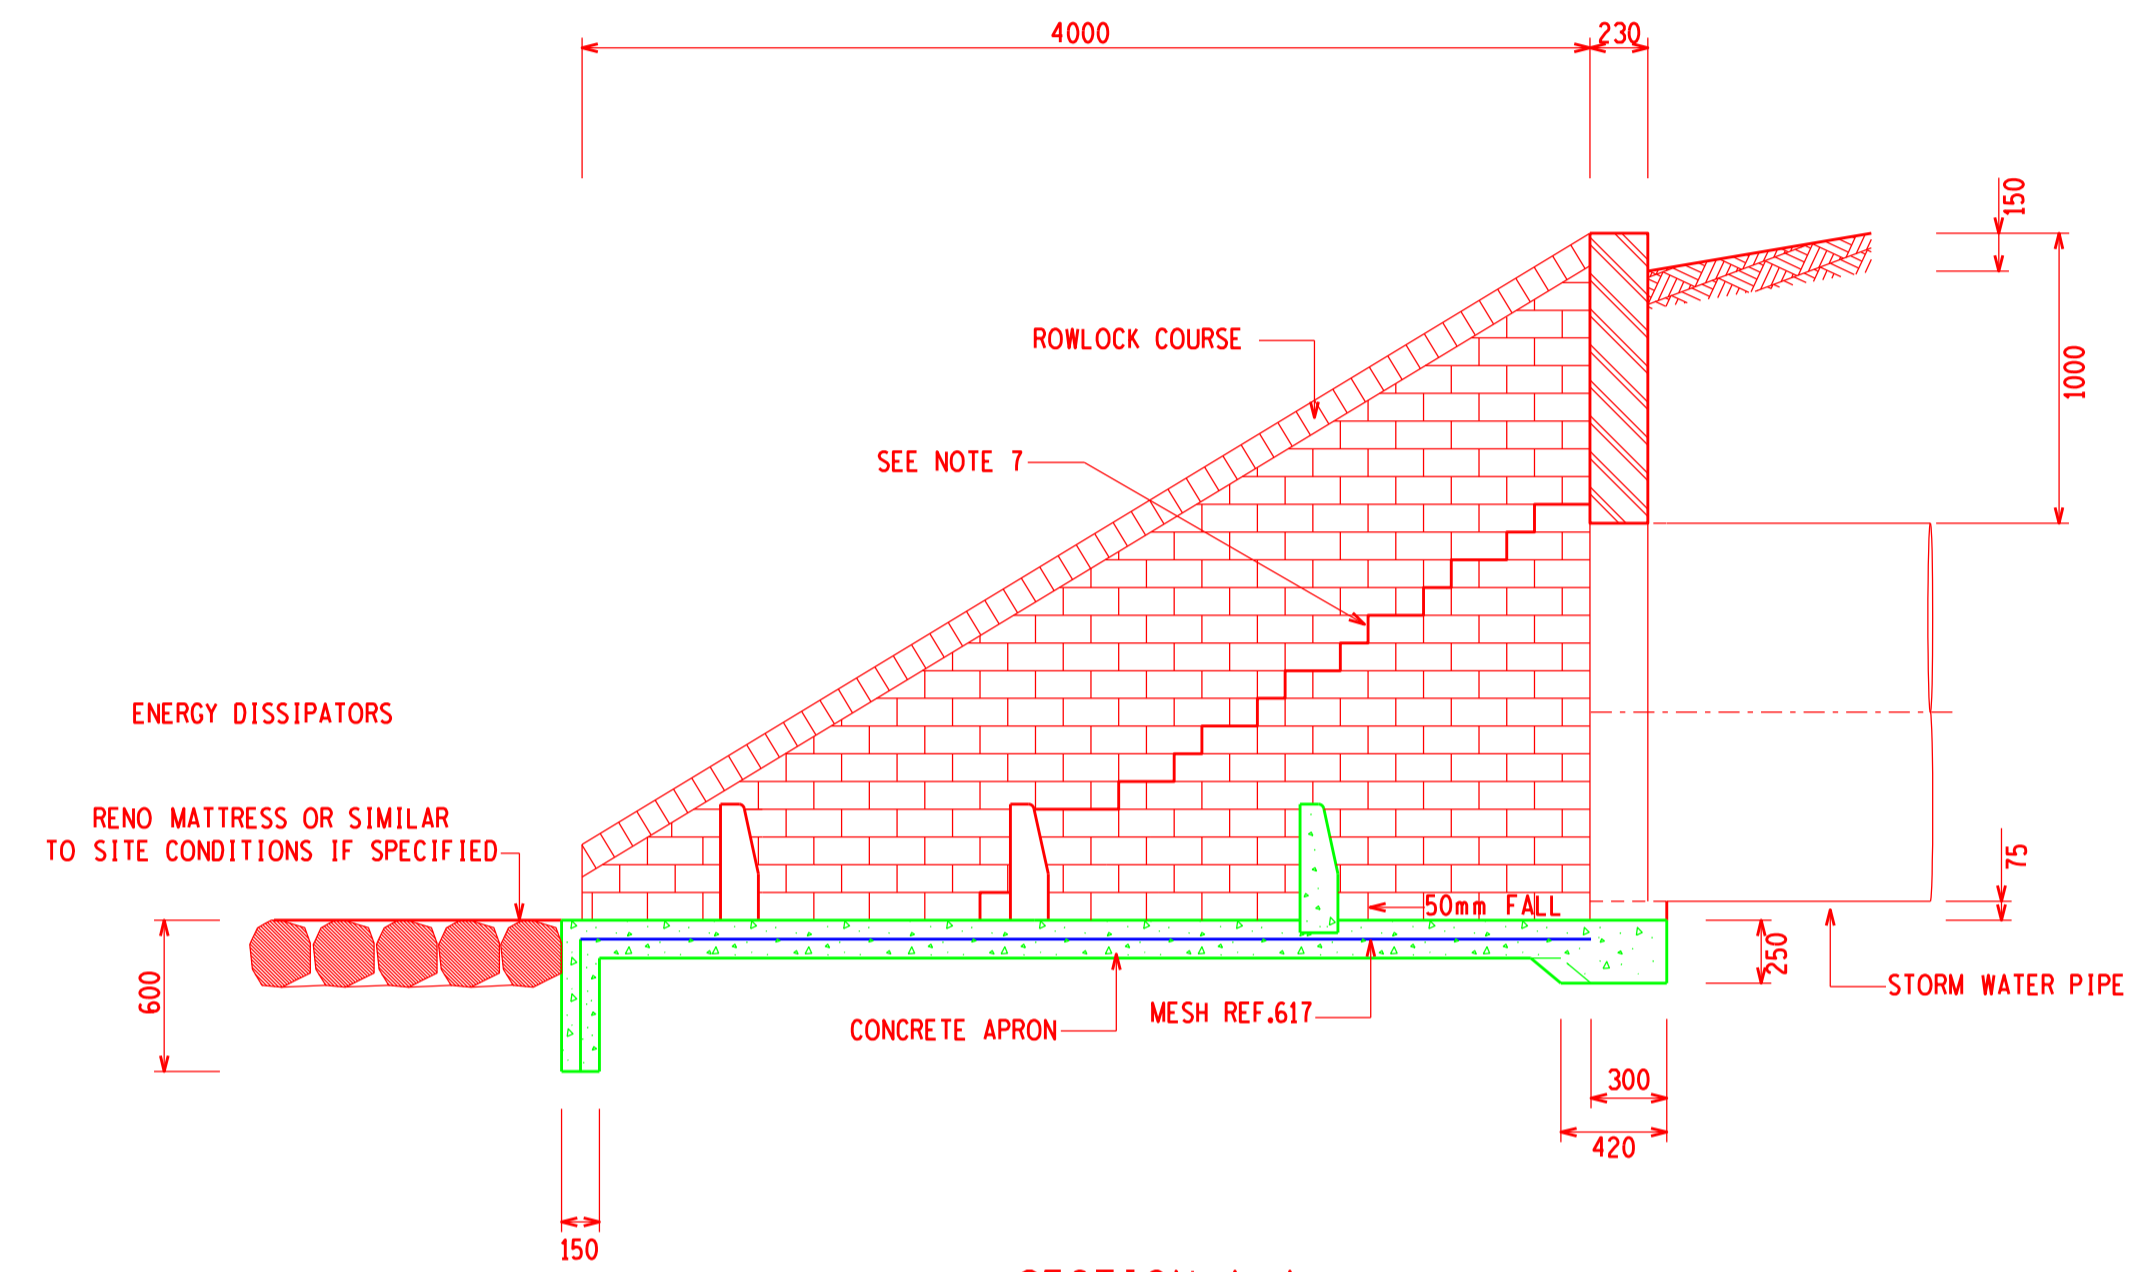 4000
230
150
1000
ROWLOCK COURSE
SEE NOTE 7
ENERGY DISSIPATORS
RENO MATTRESS OR SIMILAR
TO SITE CONDITIONS IF SPECIFIED
75
50mm FALL
600
250
STORM WATER PIPE
MESH REF.617
CONCRETE APRON
300
420
150